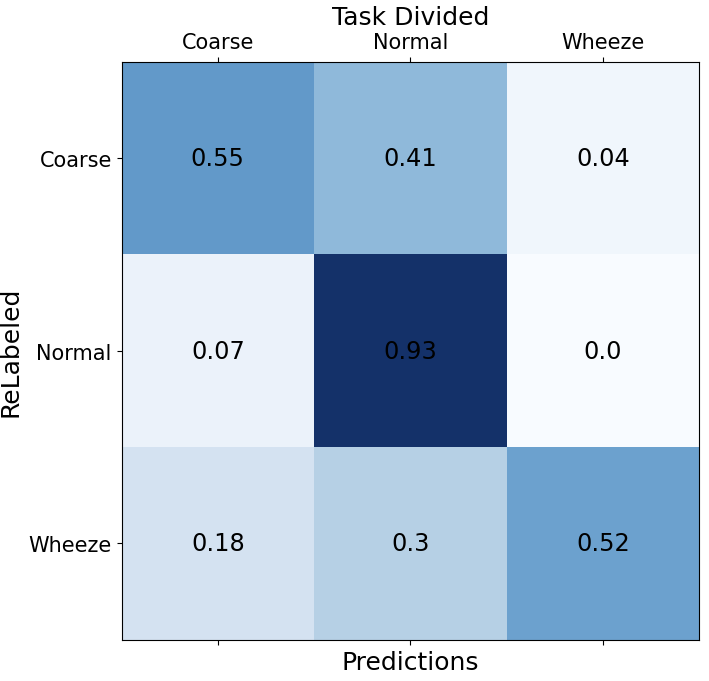 Task Divided
Coarse Normal Wheeze
Coarse 0.55 0.41 0.04
Normal 0.07 0.93 0.0
Wheeze 0.18 0.3 0.52
ReLabeled
Predictions